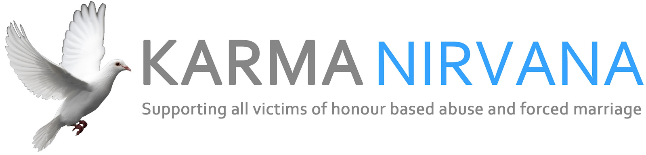 KARMA NIRVANA
Supporting all victims of honour based abuse and forced marriage